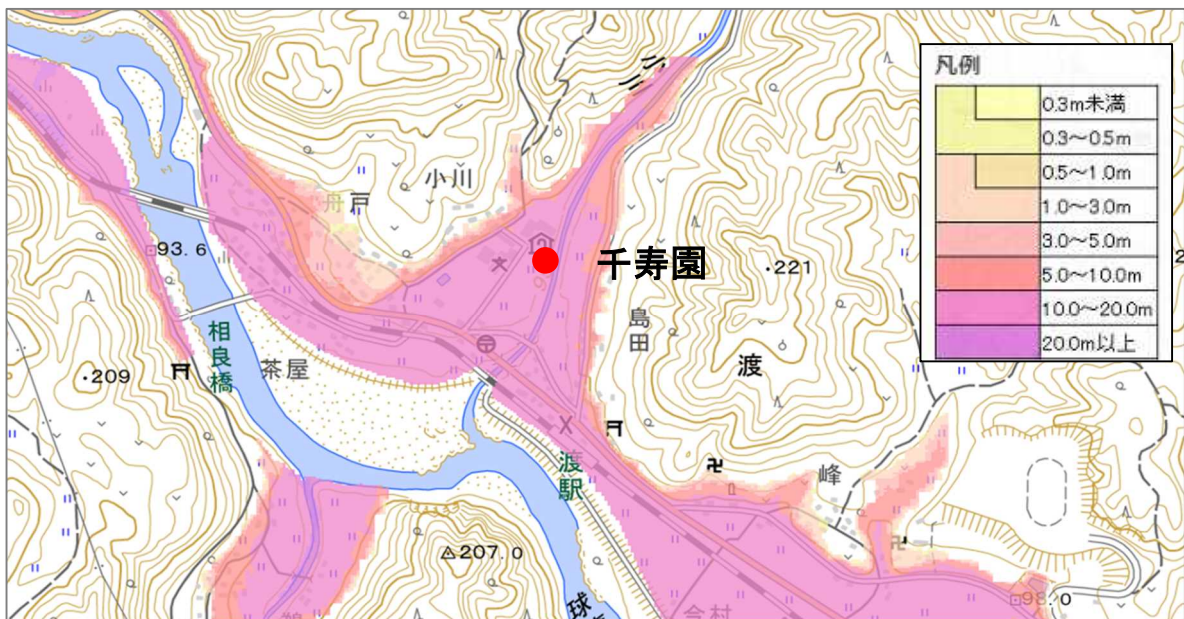 凡例
0.3m未満
0.3～0.5m
0.5～1.0m
1.0～3.0m
3.0～5.0m
5.0～10.0m
10.0～20.0m
20.0m以上
小川
舟戸
93.6
千寿園
・221
島田
相良橋
茶屋
・209
渡
渡駅
峰
207.0
98.0
今村
球